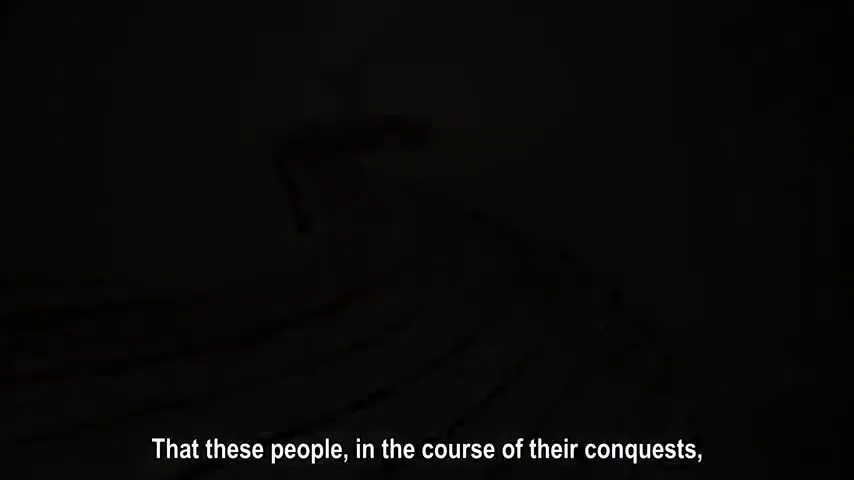 That these people, in the course of their conquests,